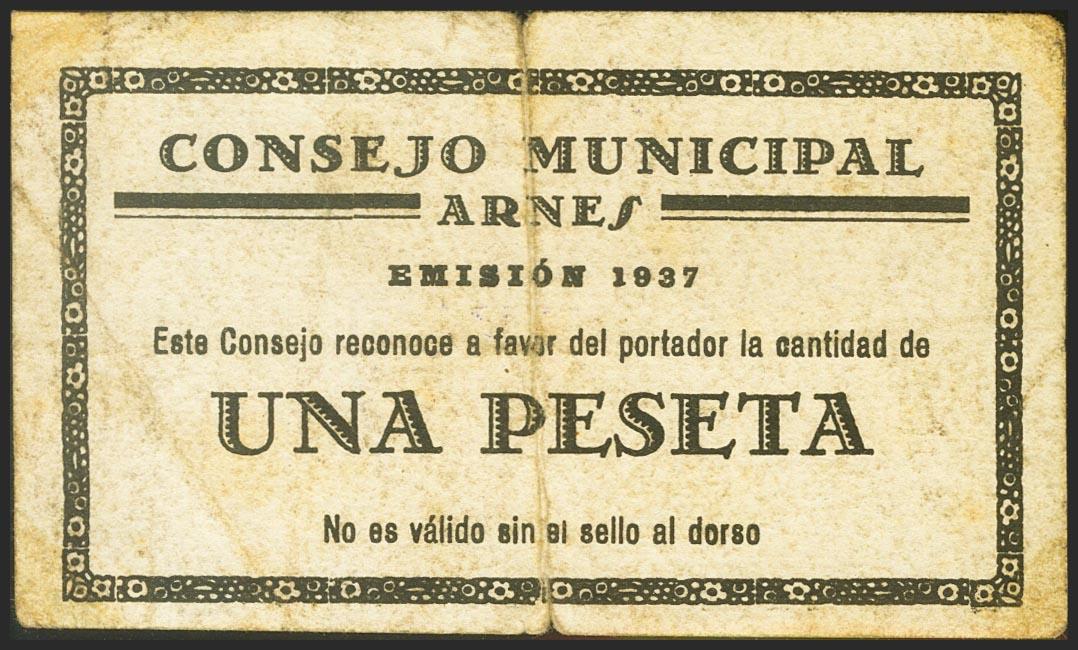 CONSEJO MUNICIPAL
ARNES
EMISIÓN 1937
Este Consejo reconoce a favor del portador la cantidad de
UNA PESETA
No es válido sin el sello al dorso